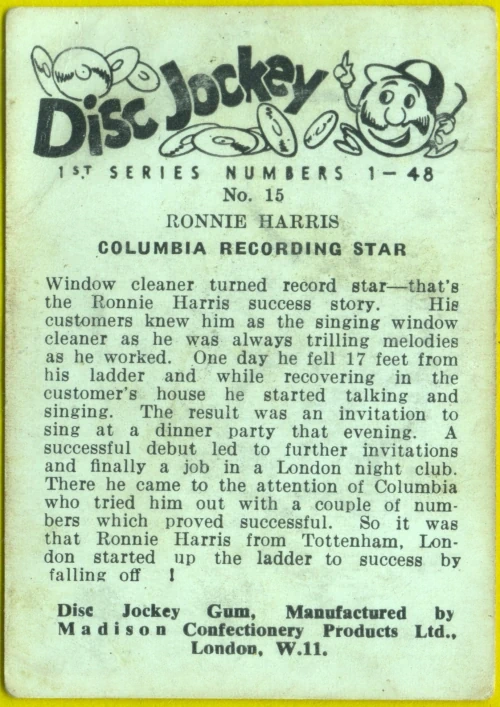 Disc Jockey
1ST SERIES NUMBERS 1-48
No. 15
RONNIE HARRIS
COLUMBIA RECORDING STAR
Window cleaner turned record star—that's
the Ronnie Harris success story. His
customers knew him as the singing window
cleaner as he was always trilling melodies
as he worked. One day he fell 17 feet from
his ladder and while recovering in the
customer's house he started talking and
singing. The result was an invitation to
sing at a dinner party that evening. A
successful debut led to further invitations
and finally a job in a London night club.
There he came to the attention of Columbia
who tried him out with a couple of num-
bers which proved successful. So it was
that Ronnie Harris from Tottenham, Lon-
don started up the ladder to success by
falling off !
Disc Jockey Gum, Manufactured by
Madison Confectionery Products Ltd.,
London, W.11.